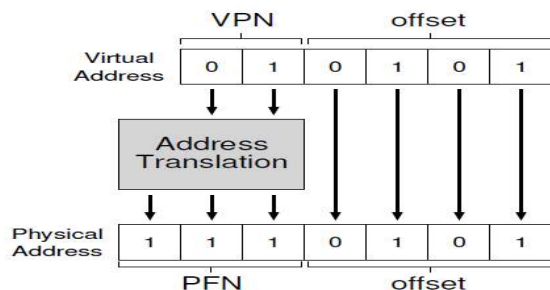 VPN offset
Virtual
Address
0 1 0 1 0 1
Address
Translation
Physical
Address
1 1 1 0 1 0 1
PFN offset